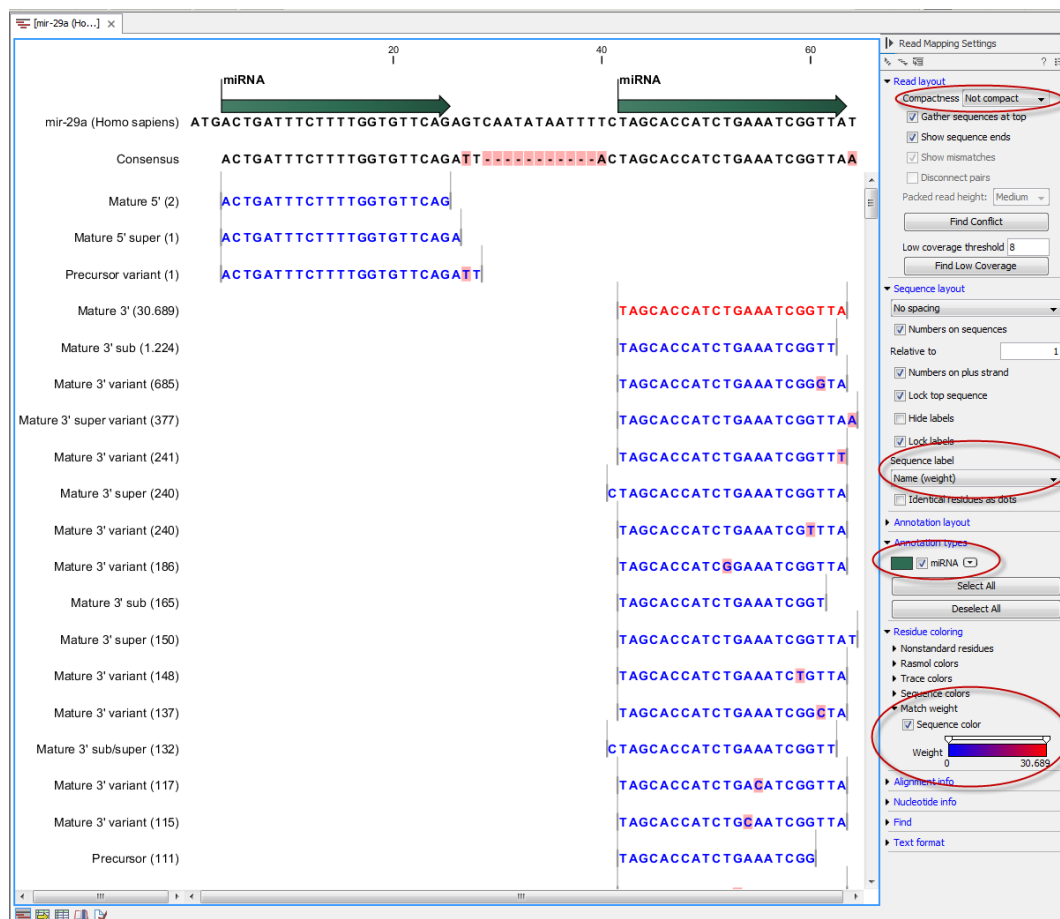 [mir-29a (Ho...]
20 40 60
miRNA miRNA
mir-29a (Homo sapiens) ATGACTGATTTCTTTTGGTGTTCAGAGTCAATATAATTTTCTAGCACCATCTGAAATCGGTTAT
Consensus ACTGATTTCTTTTGGTGTTCAGATT-----------ACTAGCACCATCTGAAATCGGTTAA
Mature 5' (2) ACTGATTTCTTTTGGTGTTCAG
Mature 5' super (1) ACTGATTTCTTTTGGTGTTCAGA
Precursor variant (1) ACTGATTTCTTTTGGTGTTCAGATT
Mature 3' (30.689) TAGCACCATCTGAAATCGGTTA
Mature 3' sub (1.224) TAGCACCATCTGAAATCGGTT
Mature 3' variant (685) TAGCACCATCTGAAATCGGGTA
Mature 3' super variant (377) TAGCACCATCTGAAATCGGTTAA
Mature 3' variant (241) TAGCACCATCTGAAATCGGTTT
Mature 3' super (240) CTAGCACCATCTGAAATCGGTTA
Mature 3' variant (240) TAGCACCATCTGAAATCGTTTA
Mature 3' variant (186) TAGCACCATCGGAAATCGGTTA
Mature 3' sub (165) TAGCACCATCTGAAATCGGT
Mature 3' super (150) TAGCACCATCTGAAATCGGTTAT
Mature 3' variant (148) TAGCACCATCTGAAATCTGTTA
Mature 3' variant (137) TAGCACCATCTGAAATCGGCTA
Mature 3' sub/super (132) CTAGCACCATCTGAAATCGGTT
Mature 3' variant (117) TAGCACCATCTGACATCGGTTA
Mature 3' variant (115) TAGCACCATCTGCAATCGGTTA
Precursor (111) TAGCACCATCTGAAATCGG
Read Mapping Settings
?
Read layout
Compactness Not compact
Gather sequences at top
Show sequence ends
Show mismatches
Disconnect pairs
Packed read height: Medium
Find Conflict
Low coverage threshold 8
Find Low Coverage
Sequence layout
No spacing
Numbers on sequences
Relative to 1
Numbers on plus strand
Lock top sequence
Hide labels
Lock labels
Sequence label
Name (weight)
Identical residues as dots
Annotation layout
Annotation types
miRNA
Select All
Deselect All
Residue coloring
Nonstandard residues
Rasmol colors
Trace colors
Sequence colors
Match weight
Sequence color
Weight
0 30.689
Alignment info
Nucleotide info
Find
Text format